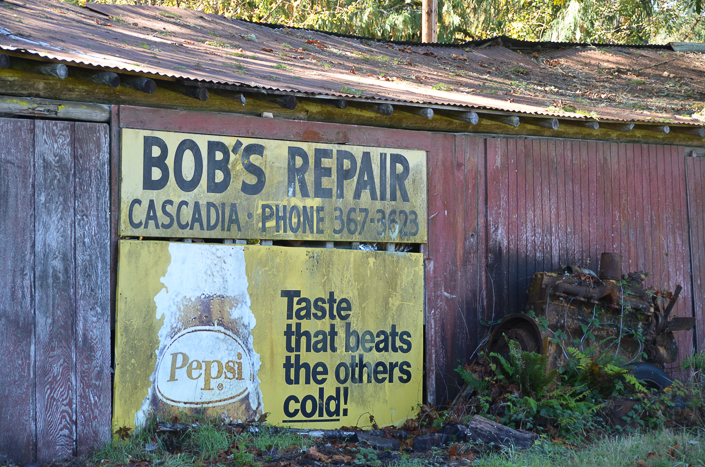 BOB'S REPAIR
CASCADIA · PHONE 367-3623
Pepsi
Taste
that beats
the others
cold!